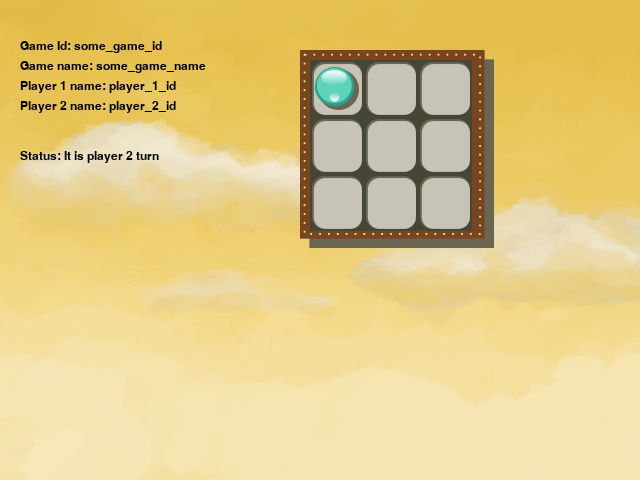 Game Id: some_game_id
Game name: some_game_name
Player 1 name: player_1_id
Player 2 name: player_2_id
Status: It is player 2 turn